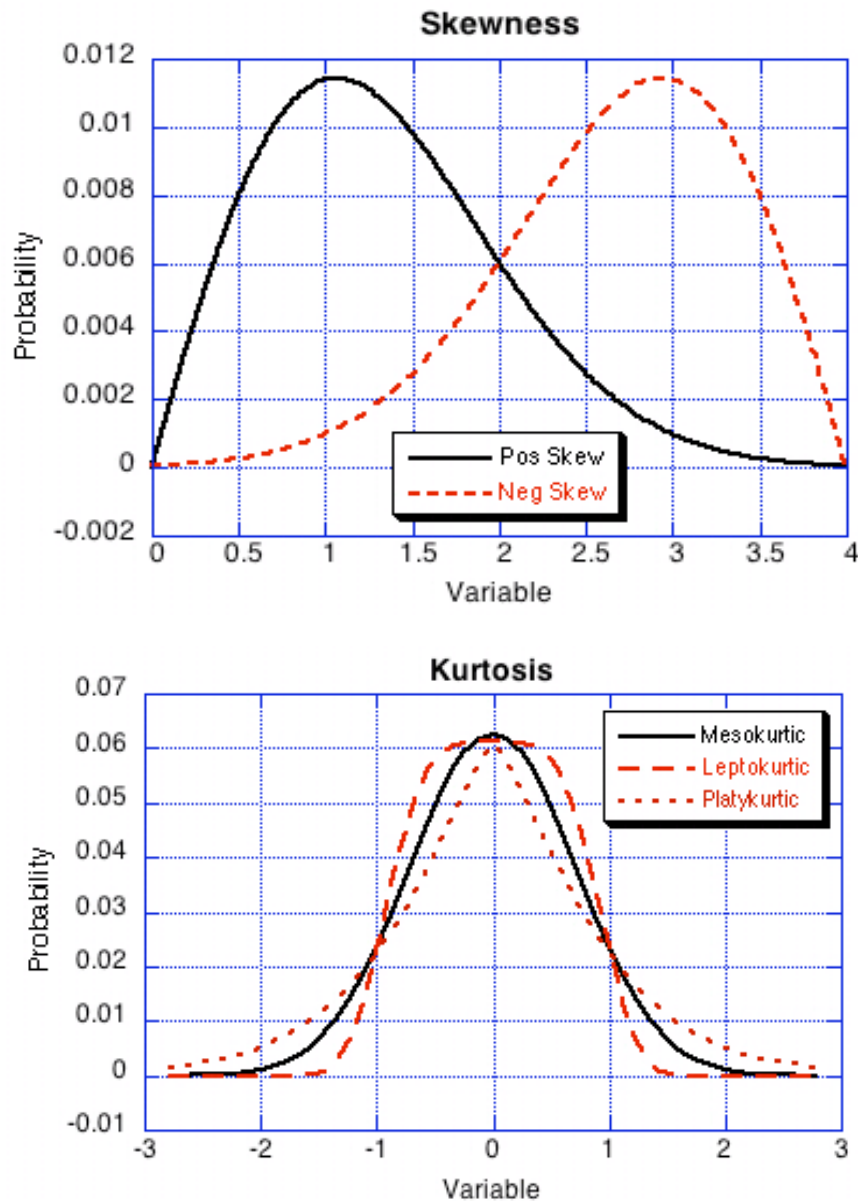 Skewness
0.012
0.01
0.008
0.006
0.004
0.002
0
-0.002
Probability
Pos Skew
Neg Skew
0 0.5 1 1.5 2 2.5 3 3.5 4
Variable
Kurtosis
0.07
0.06
0.05
0.04
0.03
0.02
0.01
0
-0.01
Probability
Mesokurtic
Leptokurtic
Platykurtic
-3 -2 -1 0 1 2 3
Variable